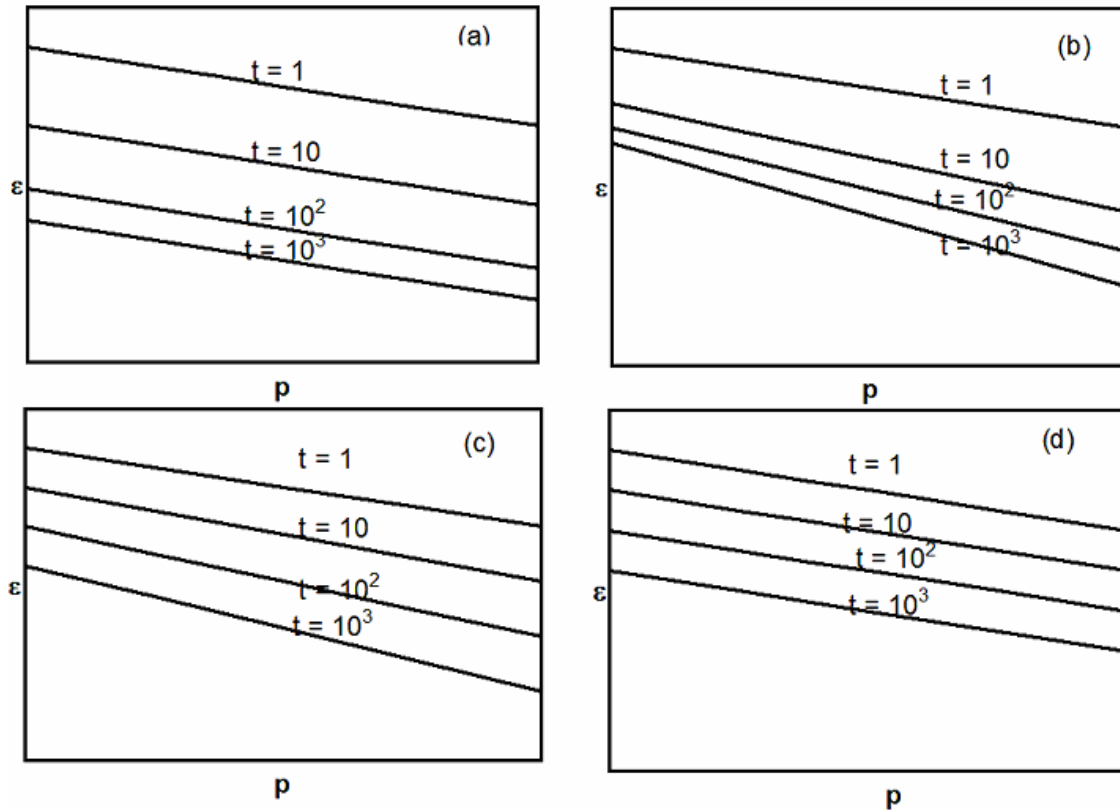 (a)
t = 1
t = 10
t = 10²
t = 10³
ε
p
(b)
t = 1
t = 10
t = 10²
t = 10³
ε
p
(c)
t = 1
t = 10
t = 10²
t = 10³
ε
p
(d)
t = 1
t = 10
t = 10²
t = 10³
ε
p